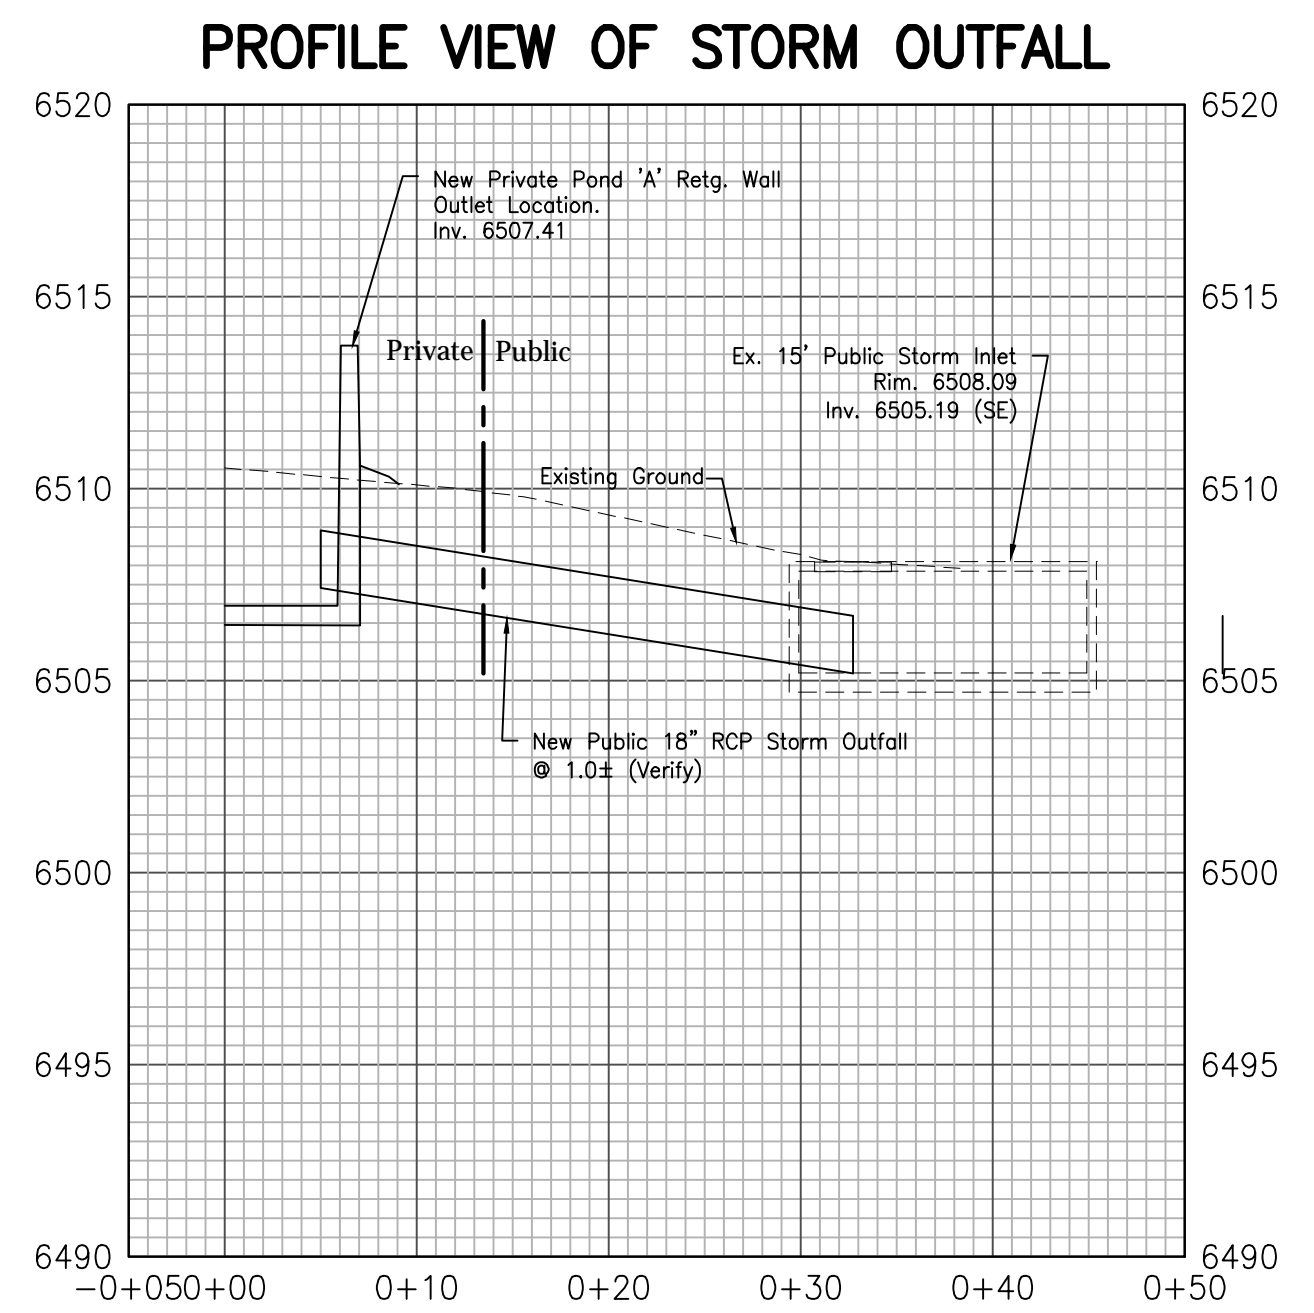 PROFILE VIEW OF STORM OUTFALL
6520
6520
New Private Pond 'A' Retg. Wall
Outlet Location.
Inv. 6507.41
6515
6515
Private
Public
Ex. 15' Public Storm Inlet
Rim. 6508.09
Inv. 6505.19 (SE)
Existing Ground
6510
6510
6505
6505
New Public 18" RCP Storm Outfall
@ 1.0± (Verify)
6500
6500
6495
6495
6490
6490
-0+05
0+00
0+10
0+20
0+30
0+40
0+50